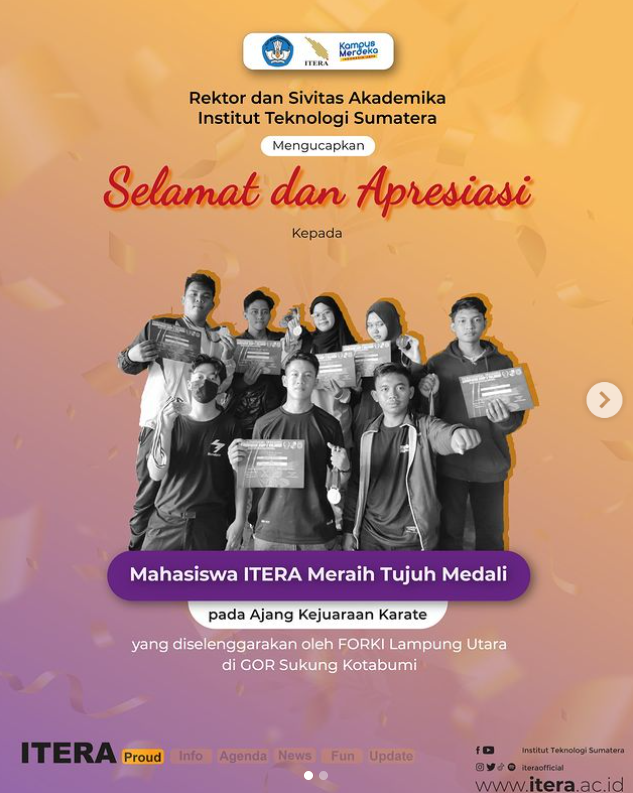 ITERA
Kampus
Merdeka
Rektor dan Sivitas Akademika
Institut Teknologi Sumatera
Mengucapkan
Selamat dan Apresiasi
Kepada
Mahasiswa ITERA Meraih Tujuh Medali
pada Ajang Kejuaraan Karate
yang diselenggarakan oleh FORKI Lampung Utara
di GOR Sukung Kotabumi
ITERA Proud Info Agenda News Fun Update
Institut Teknologi Sumatera
iteraofficial
www.itera.ac.id